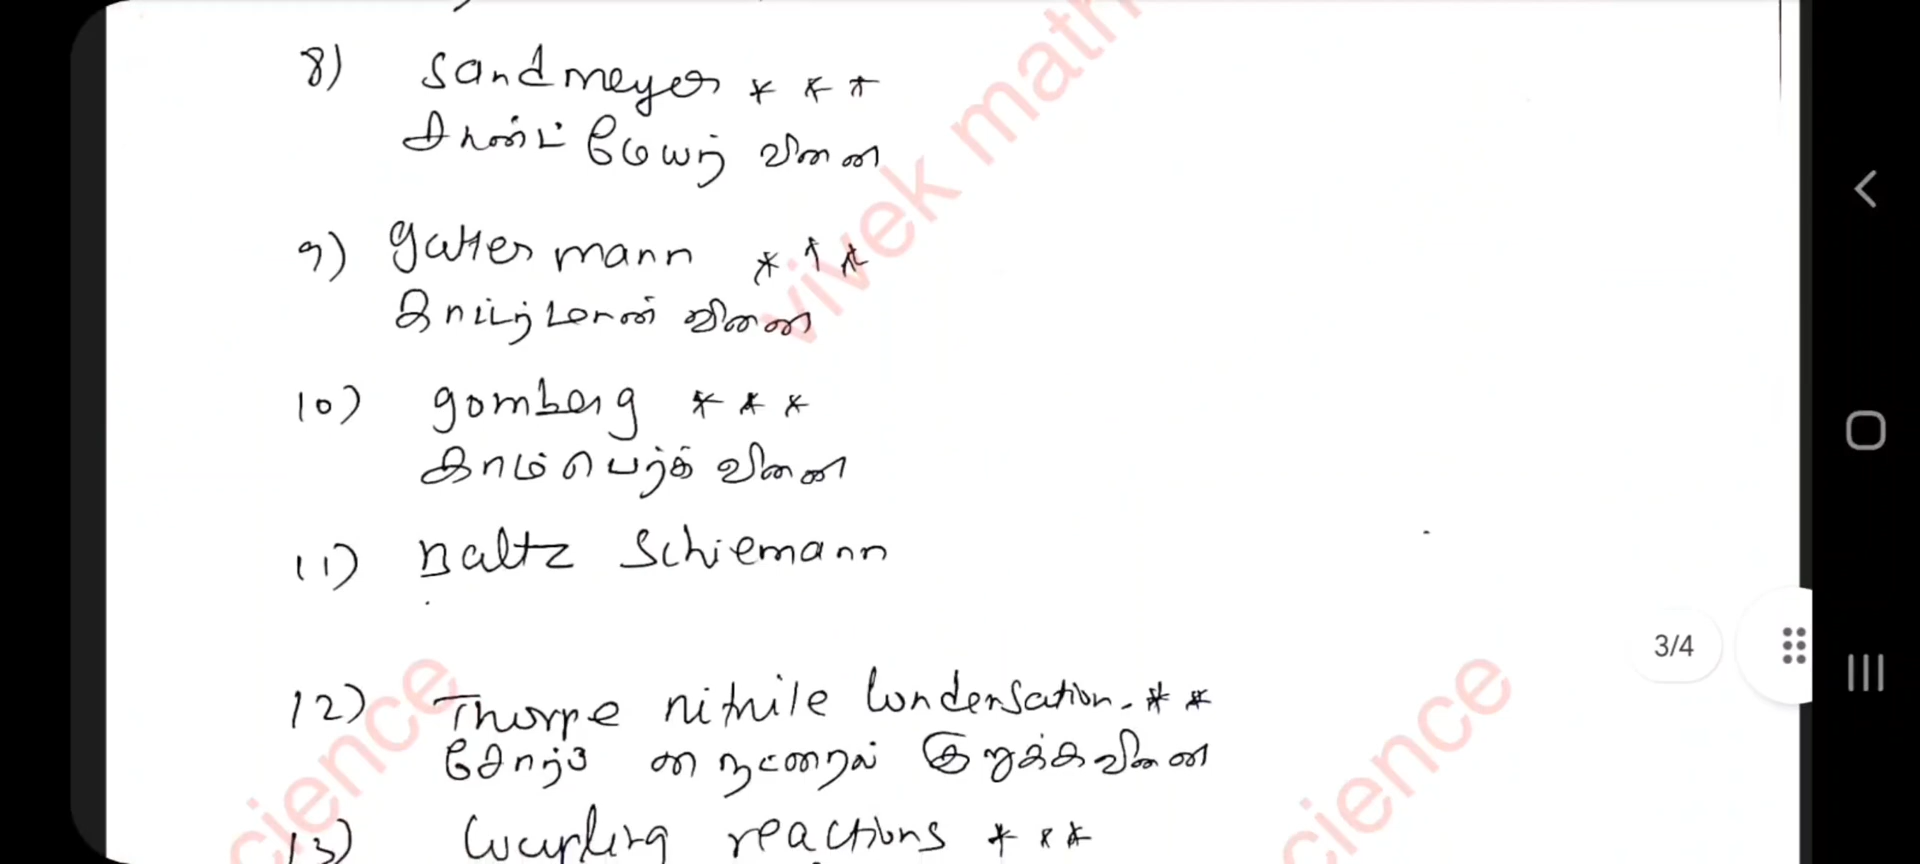 8) Sandmeyer * * *
சாண்ட் மேயர் வினை
9) gattermann * * *
காட்டர்மான் வினை
10) gomberg * * *
காம்பெர்க் வினை
11) Baltz Schiemann
12) Thorpe nitrile Condensation. * *
தோர்ப் நைட்ரைல் குறுக்கவினை
13) Coupling reactions * * *
vivek math
cience
cience
3/4